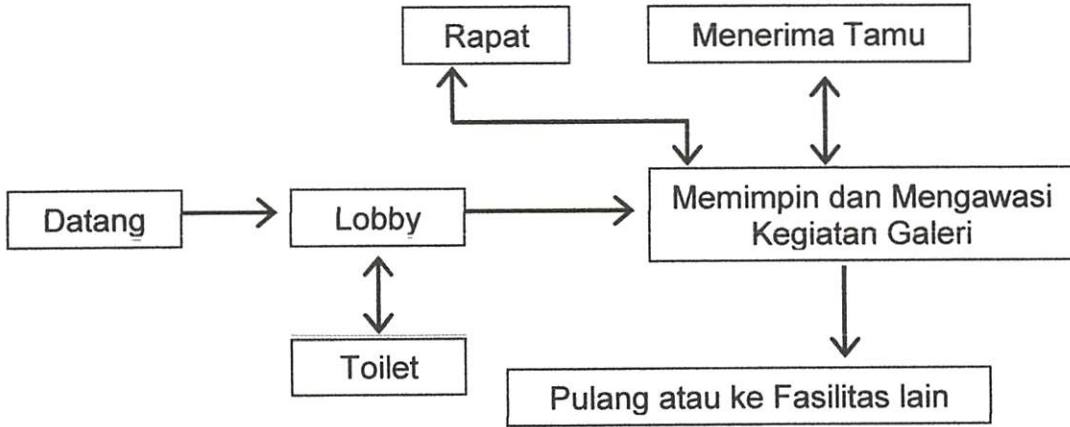 Rapat
Menerima Tamu
Datang
Lobby
Memimpin dan Mengawasi
Kegiatan Galeri
Toilet
Pulang atau ke Fasilitas lain